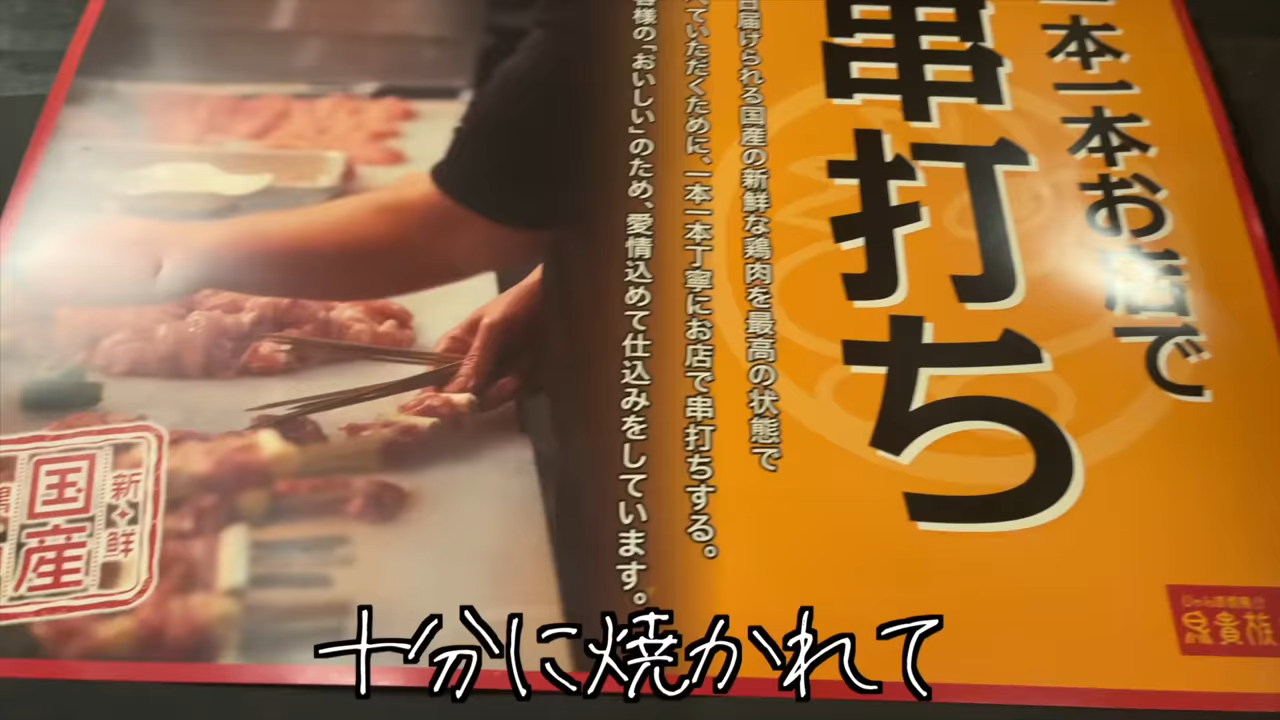 一本一本お店で
串打ち
日届けられる国産の新鮮な鶏肉を最高の状態で
ていただくために、一本一本丁寧にお店で串打ちする。
客様の「おいしい」のため、愛情込めて仕込みをしています。
新鮮
国産
鳥貴族
十分に焼かれて